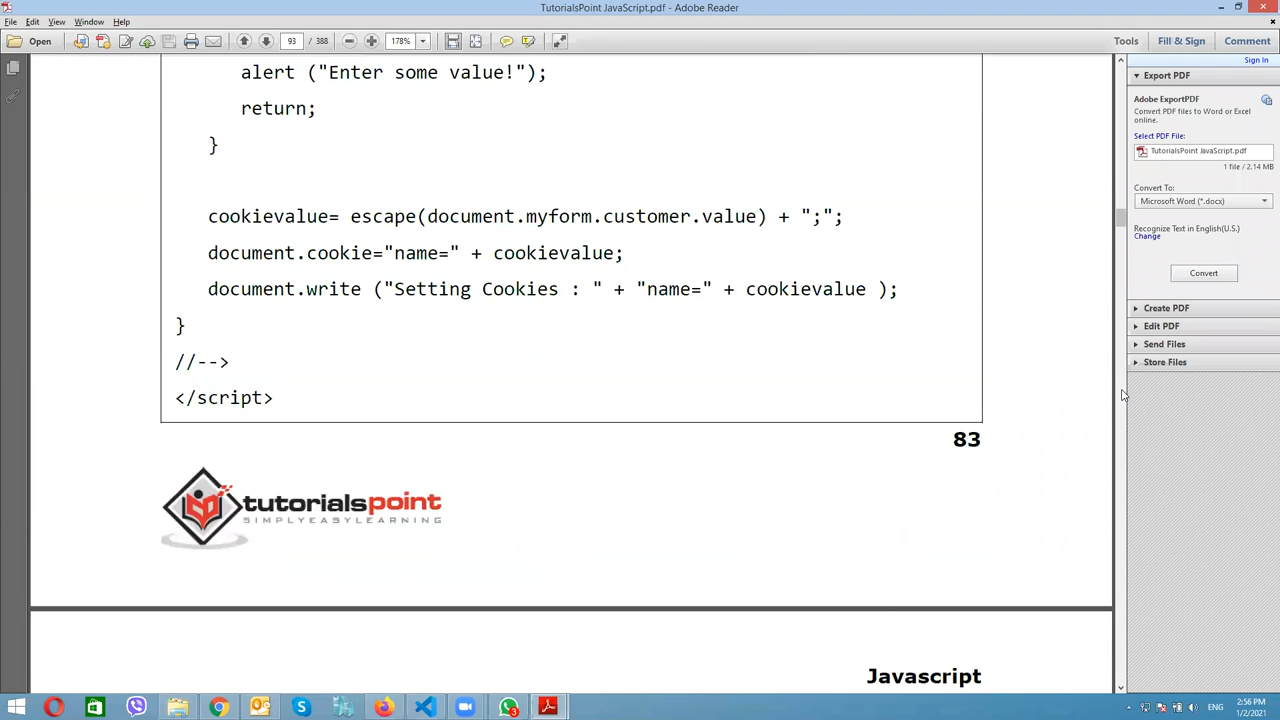 TutorialsPoint JavaScript.pdf - Adobe Reader
File Edit View Window Help
Open 93 / 388 178% Tools Fill & Sign Comment
Sign In
alert ("Enter some value!");
return;
}
cookievalue= escape(document.myform.customer.value) + ";";
document.cookie="name=" + cookievalue;
document.write ("Setting Cookies : " + "name=" + cookievalue );
}
//-->
</script>
83
tutorialspoint
SIMPLYEASYLEARNING
Javascript
Export PDF
Adobe ExportPDF
Convert PDF files to Word or Excel
online.
Select PDF File:
TutorialsPoint JavaScript.pdf
1 file / 2.14 MB
Convert To:
Microsoft Word (*.docx)
Recognize Text in English(U.S.)
Change
Convert
Create PDF
Edit PDF
Send Files
Store Files
3
ENG
2:56 PM
1/2/2021